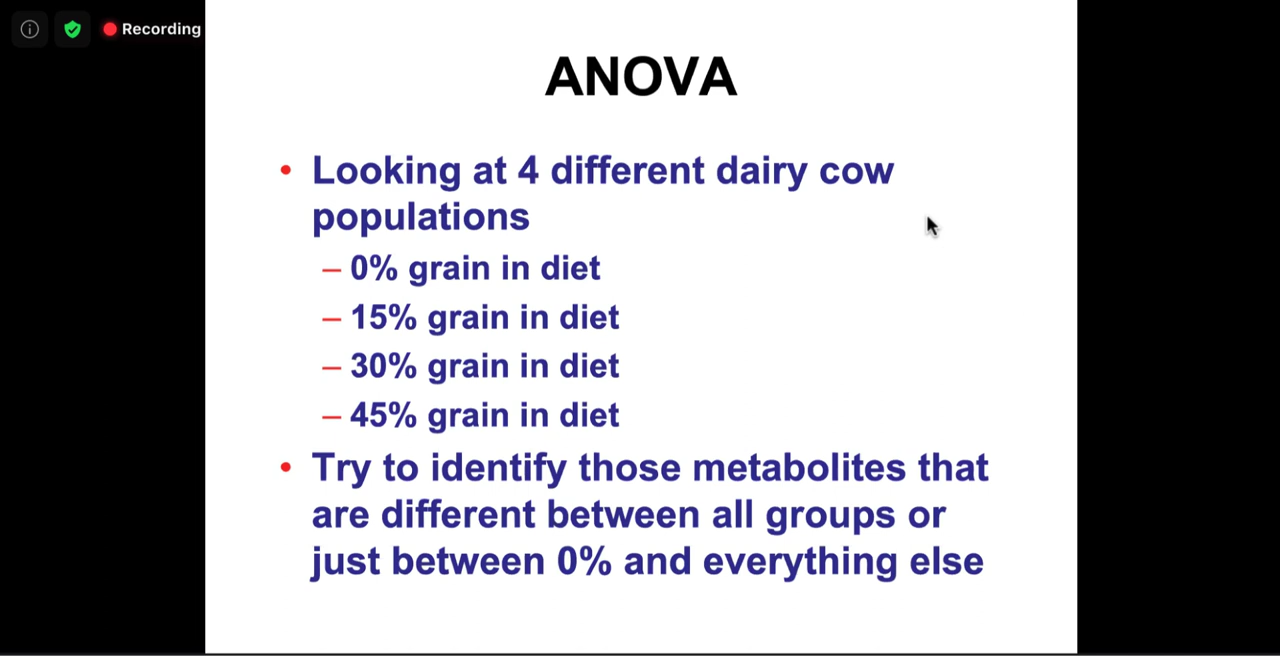 Recording
ANOVA
• Looking at 4 different dairy cow
populations
– 0% grain in diet
– 15% grain in diet
– 30% grain in diet
– 45% grain in diet
• Try to identify those metabolites that
are different between all groups or
just between 0% and everything else